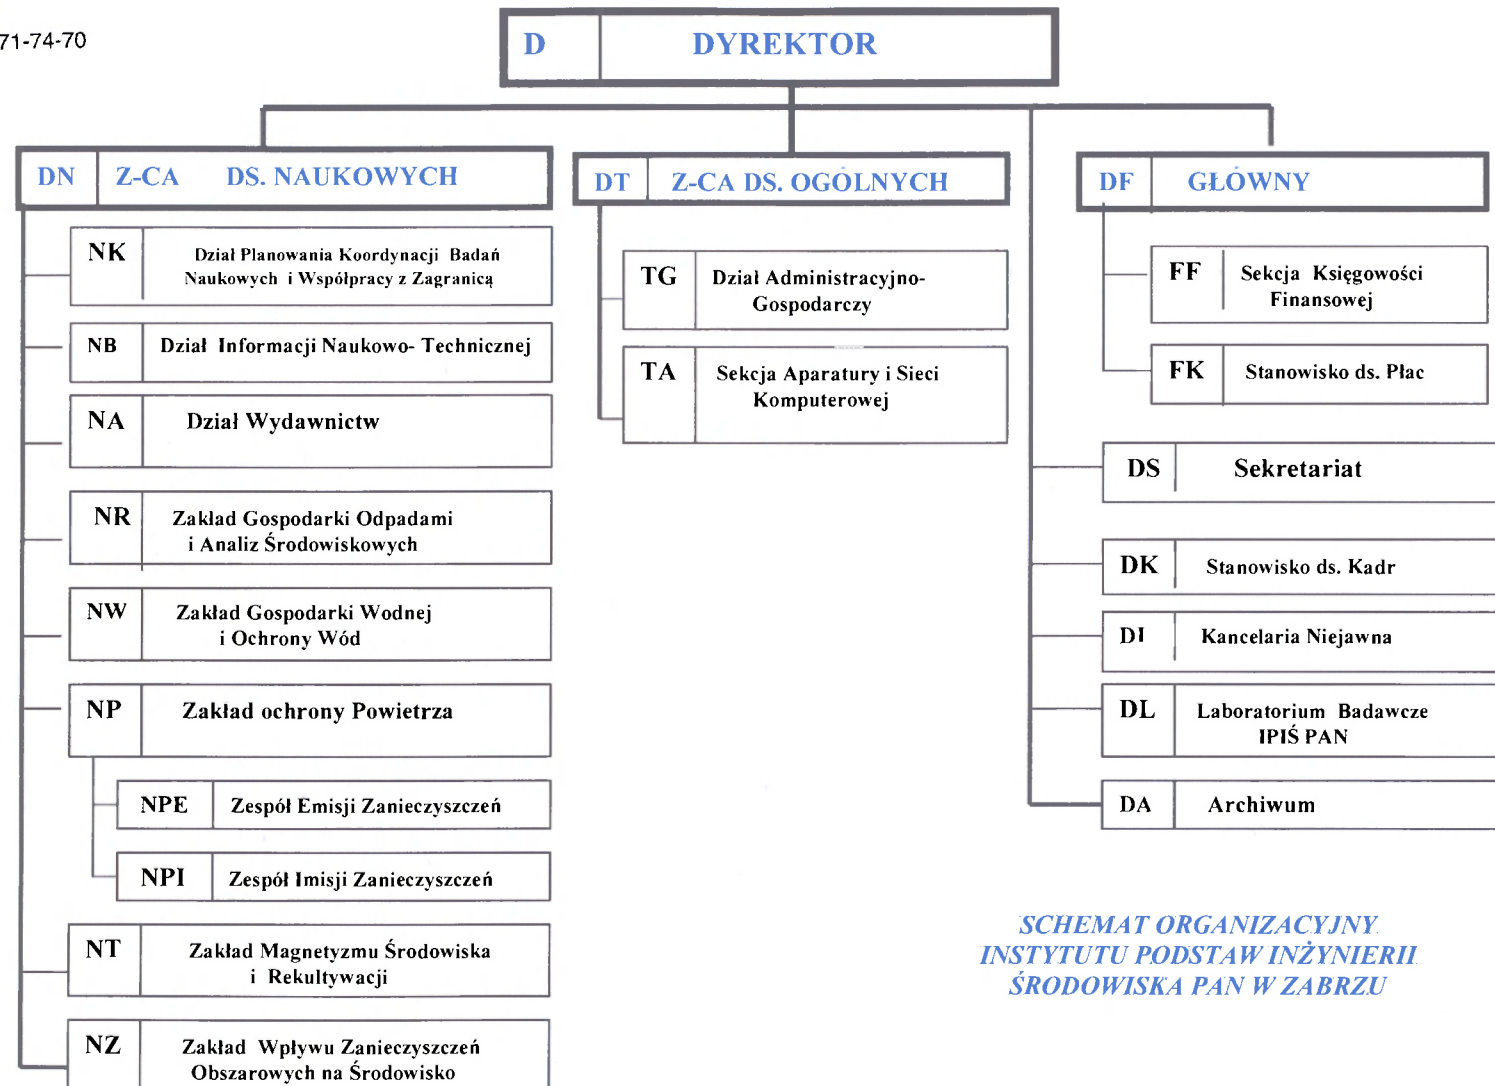 71-74-70
D DYREKTOR
DN Z-CA DS. NAUKOWYCH
NK Dział Planowania Koordynacji Badań
Naukowych i Współpracy z Zagranicą
NB Dział Informacji Naukowo- Technicznej
NA Dział Wydawnictw
NR Zakład Gospodarki Odpadami
i Analiz Środowiskowych
NW Zakład Gospodarki Wodnej
i Ochrony Wód
NP Zakład ochrony Powietrza
NPE Zespół Emisji Zanieczyszczeń
NPI Zespół Imisji Zanieczyszczeń
NT Zakład Magnetyzmu Środowiska
i Rekultywacji
NZ Zakład Wpływu Zanieczyszczeń
Obszarowych na Środowisko
DT Z-CA DS. OGÓLNYCH
TG Dział Administracyjno-
Gospodarczy
TA Sekcja Aparatury i Sieci
Komputerowej
DF GŁÓWNY
FF Sekcja Księgowości
Finansowej
FK Stanowisko ds. Płac
DS Sekretariat
DK Stanowisko ds. Kadr
DI Kancelaria Niejawna
DL Laboratorium Badawcze
IPIŚ PAN
DA Archiwum
SCHEMAT ORGANIZACYJNY
INSTYTUTU PODSTAW INŻYNIERII
ŚRODOWISKA PAN W ZABRZU